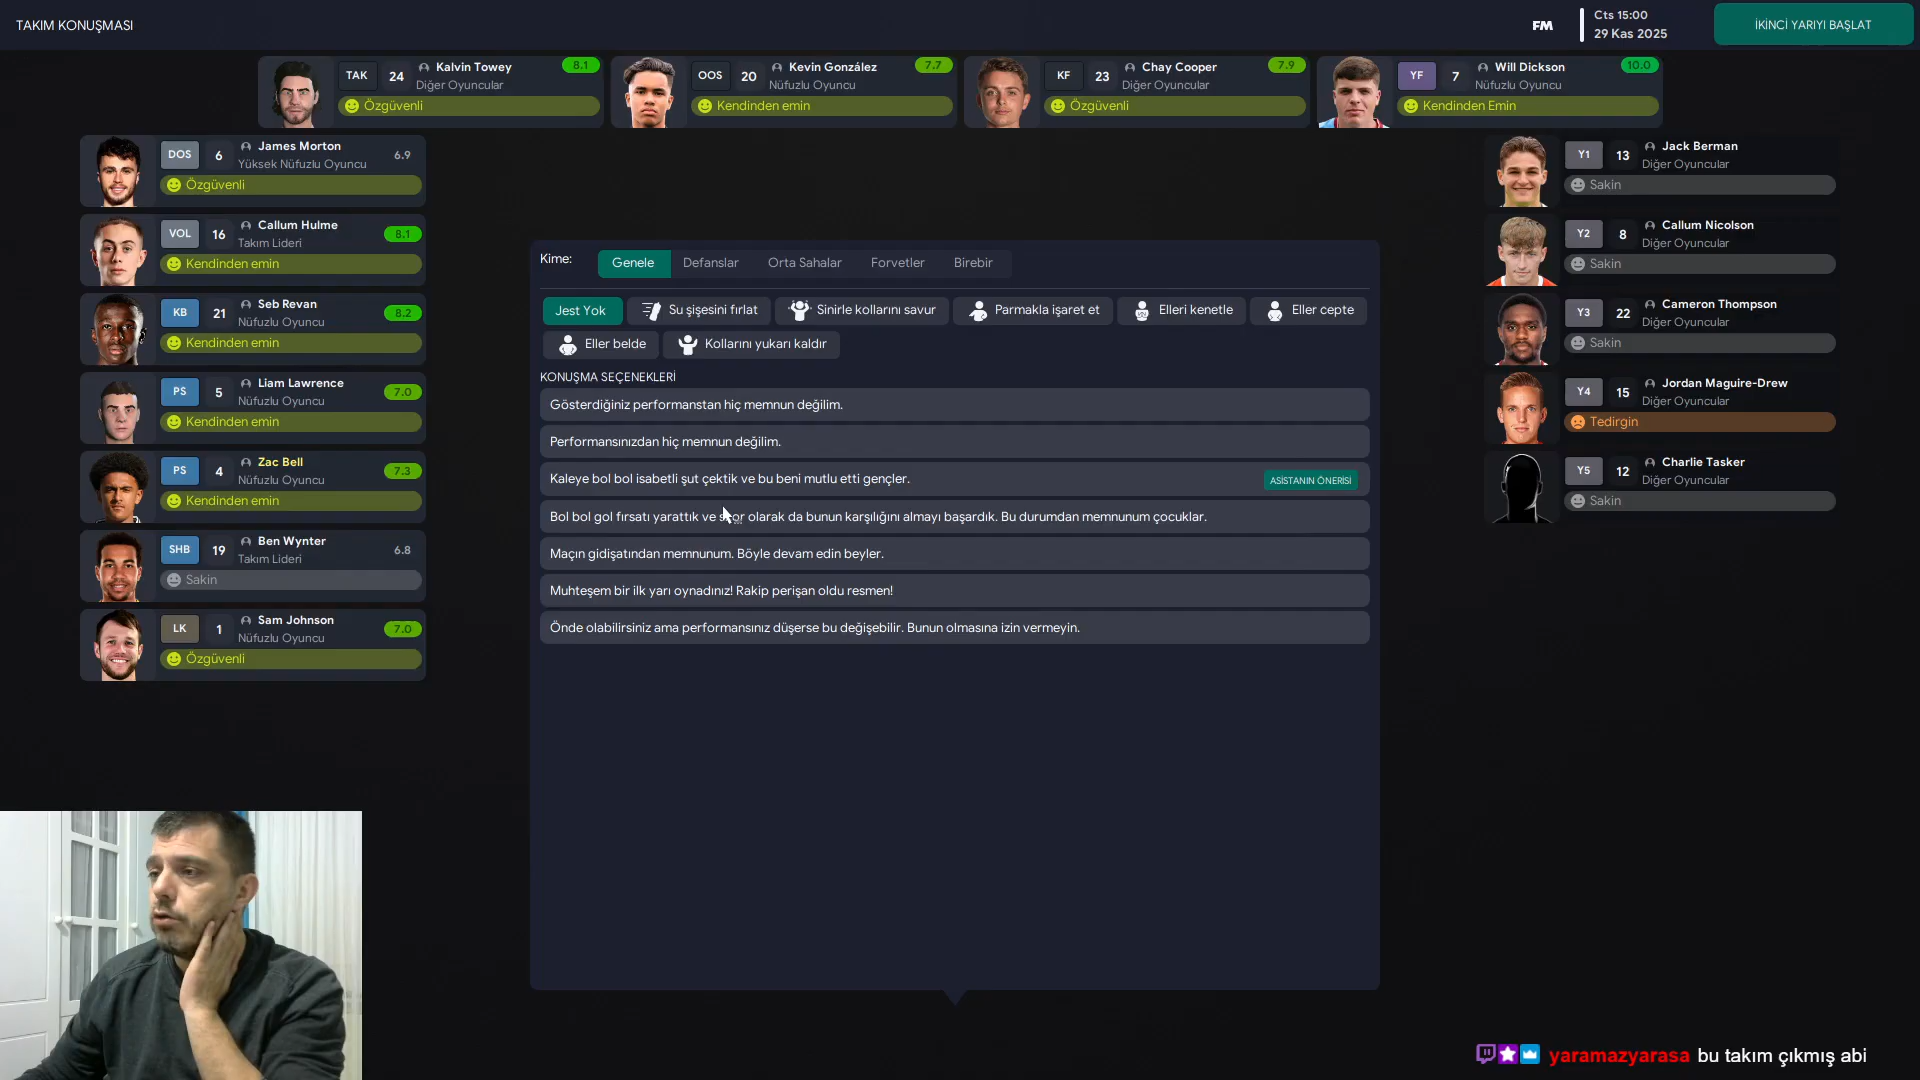 TAKIM KONUŞMASI
FM
Cts 15:00
29 Kas 2025
İKİNCİ YARIYI BAŞLAT
TAK 24 Kalvin Towey 8.1
Diğer Oyuncular
Özgüvenli
OOS 20 Kevin González 7.7
Nüfuzlu Oyuncu
Kendinden emin
KF 23 Chay Cooper 7.9
Diğer Oyuncular
Özgüvenli
YF 7 Will Dickson 10.0
Nüfuzlu Oyuncu
Kendinden Emin
DOS 6 James Morton 6.9
Yüksek Nüfuzlu Oyuncu
Özgüvenli
VOL 16 Callum Hulme 8.1
Takım Lideri
Kendinden emin
KB 21 Seb Revan 8.2
Nüfuzlu Oyuncu
Kendinden emin
PS 5 Liam Lawrence 7.0
Nüfuzlu Oyuncu
Kendinden emin
PS 4 Zac Bell 7.3
Nüfuzlu Oyuncu
Kendinden emin
SHB 19 Ben Wynter 6.8
Takım Lideri
Sakin
LK 1 Sam Johnson 7.0
Nüfuzlu Oyuncu
Özgüvenli
Kime: Genele Defanslar Orta Sahalar Forvetler Birebir
Jest Yok Su şişesini fırlat Sinirle kollarını savur Parmakla işaret et Elleri kenetle Eller cepte
Eller belde Kollarını yukarı kaldır
KONUŞMA SEÇENEKLERİ
Gösterdiğiniz performanstan hiç memnun değilim.
Performansınızdan hiç memnun değilim.
Kaleye bol bol isabetli şut çektik ve bu beni mutlu etti gençler. ASİSTANIN ÖNERİSİ
Bol bol gol fırsatı yarattık ve skor olarak da bunun karşılığını almayı başardık. Bu durumdan memnunum çocuklar.
Maçın gidişatından memnunum. Böyle devam edin beyler.
Muhteşem bir ilk yarı oynadınız! Rakip perişan oldu resmen!
Önde olabilirsiniz ama performansınız düşerse bu değişebilir. Bunun olmasına izin vermeyin.
Y1 13 Jack Berman
Diğer Oyuncular
Sakin
Y2 8 Callum Nicolson
Diğer Oyuncular
Sakin
Y3 22 Cameron Thompson
Diğer Oyuncular
Sakin
Y4 15 Jordan Maguire-Drew
Diğer Oyuncular
Tedirgin
Y5 12 Charlie Tasker
Diğer Oyuncular
Sakin
yaramazyarasa bu takım çıkmış abi